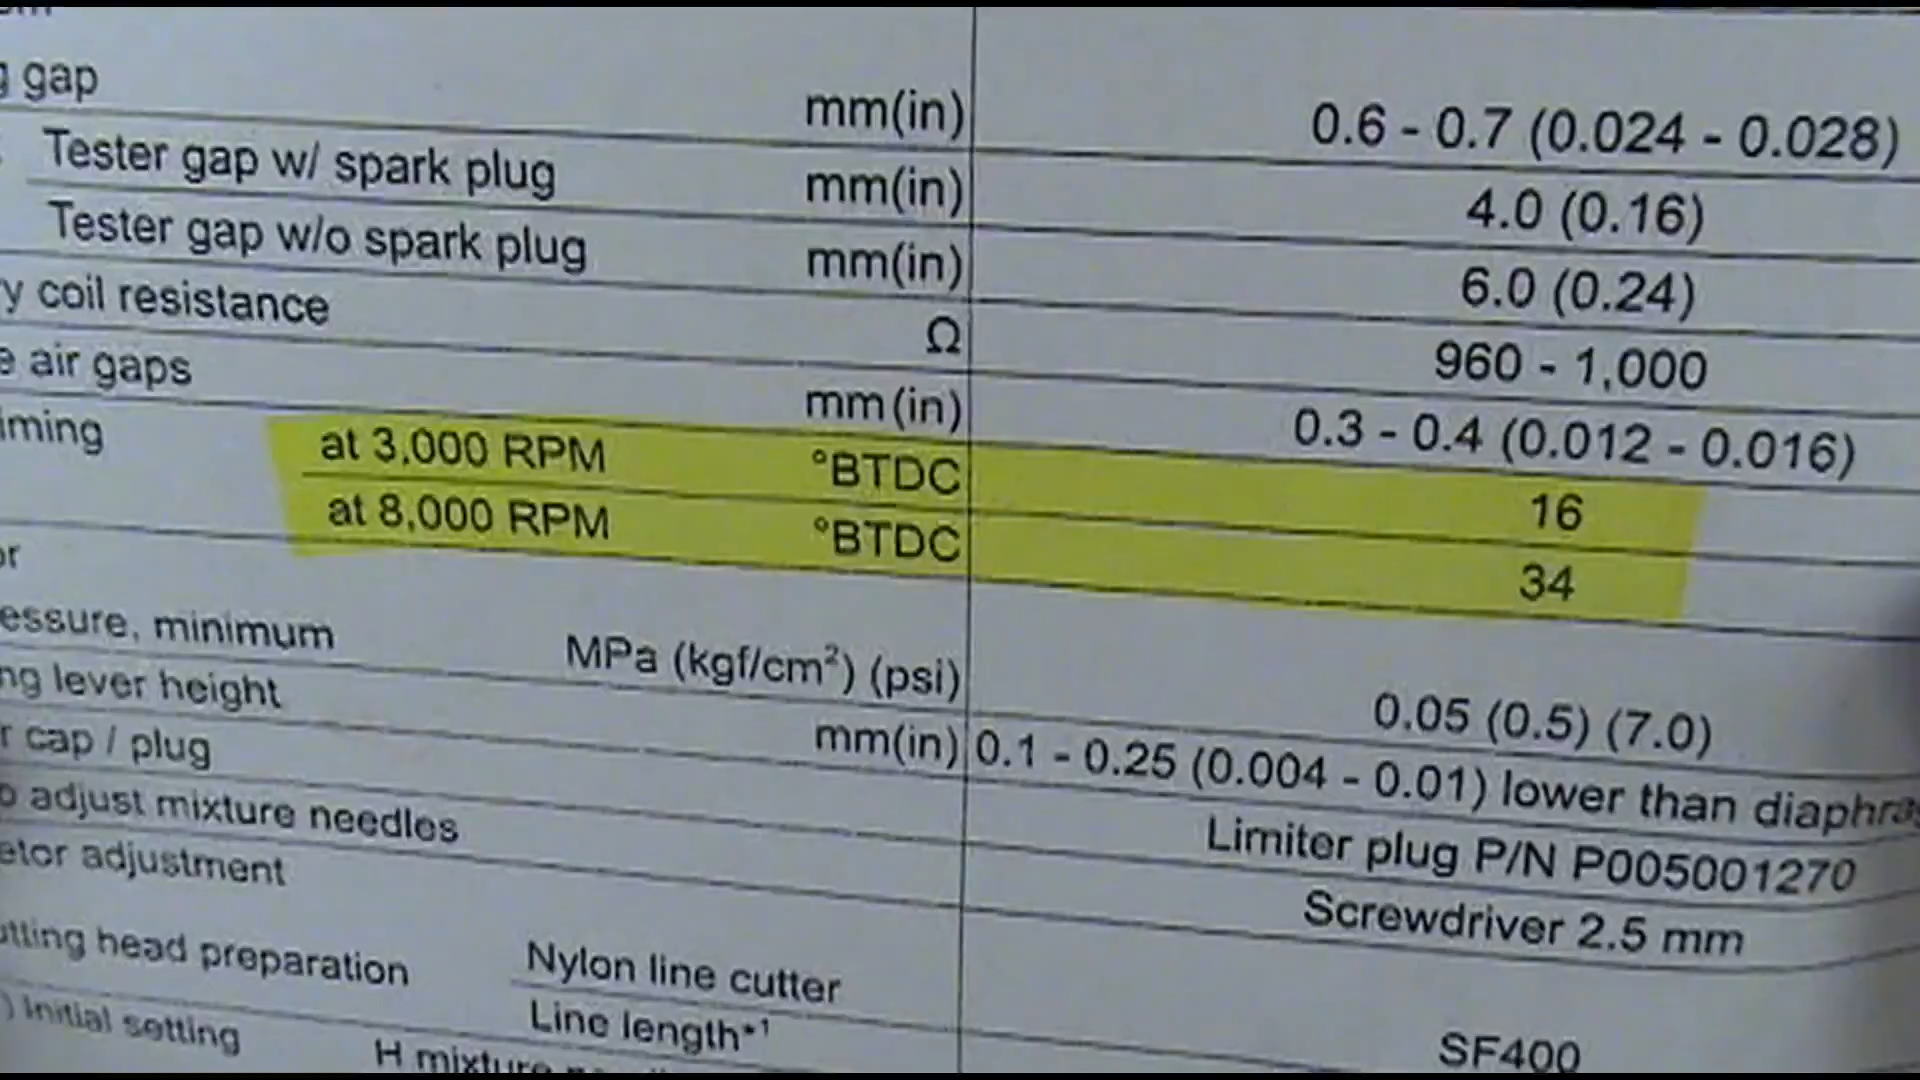 gap mm(in) 0.6 - 0.7 (0.024 - 0.028)
Tester gap w/ spark plug mm(in) 4.0 (0.16)
Tester gap w/o spark plug mm(in) 6.0 (0.24)
y coil resistance Ω 960 - 1,000
e air gaps mm(in) 0.3 - 0.4 (0.012 - 0.016)
iming at 3,000 RPM °BTDC 16
at 8,000 RPM °BTDC 34
or
essure, minimum MPa (kgf/cm²) (psi) 0.05 (0.5) (7.0)
ng lever height mm(in) 0.1 - 0.25 (0.004 - 0.01) lower than diaphra
r cap / plug Limiter plug P/N P005001270
o adjust mixture needles Screwdriver 2.5 mm
etor adjustment
utting head preparation Nylon line cutter SF400
Line length*1
) Initial setting H mixture